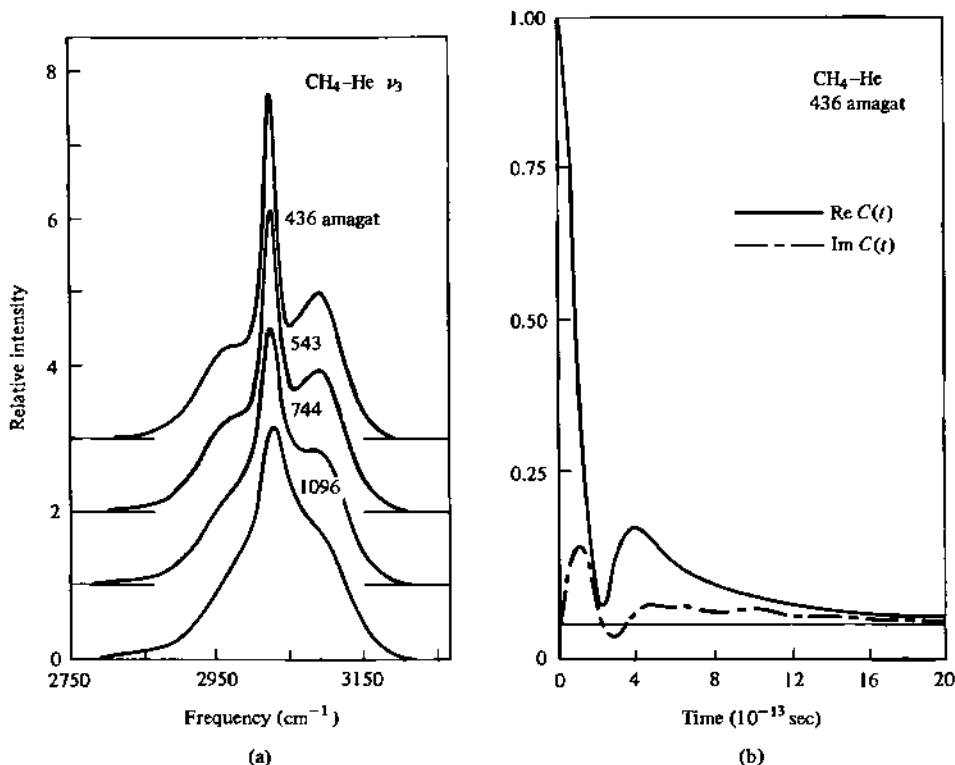 8
6
4
2
0
Relative intensity
CH₄–He ν₃
436 amagat
543
744
1096
2750
2950
3150
Frequency (cm⁻¹)
(a)
1.00
0.75
0.50
0.25
0
CH₄–He
436 amagat
Re C(t)
Im C(t)
0
4
8
12
16
20
Time (10⁻¹³ sec)
(b)